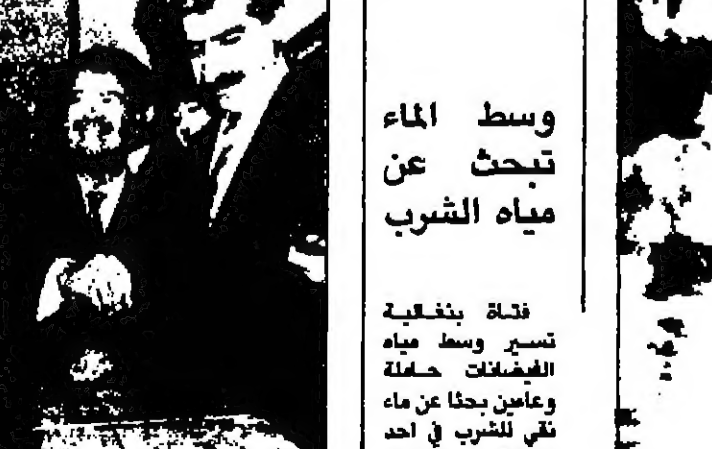 وسط الماء
تبحث عن
مياه الشرب
فتاة بنغالية
تسير وسط مياه
الفيضانات حاملة
وعاءين بحثا عن ماء
نقي للشرب في احد